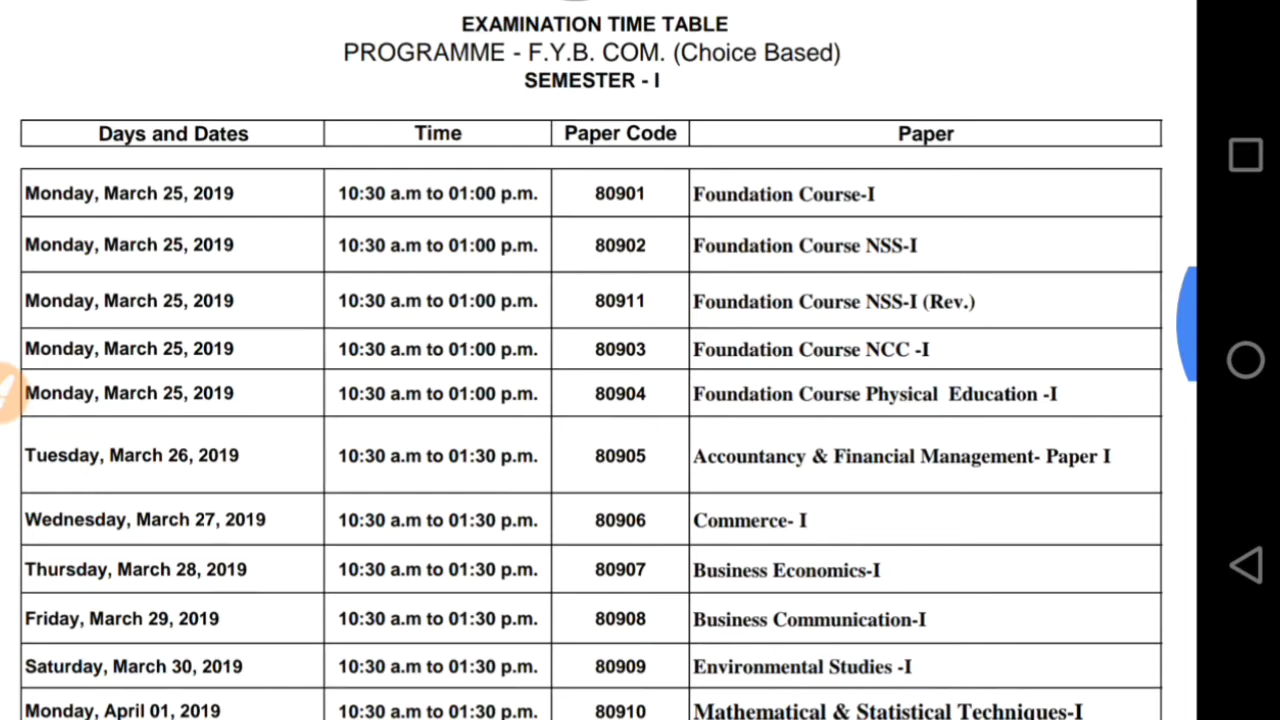 EXAMINATION TIME TABLE
PROGRAMME - F.Y.B. COM. (Choice Based)
SEMESTER - I
Days and Dates Time Paper Code Paper
Monday, March 25, 2019 10:30 a.m to 01:00 p.m. 80901 Foundation Course-I
Monday, March 25, 2019 10:30 a.m to 01:00 p.m. 80902 Foundation Course NSS-I
Monday, March 25, 2019 10:30 a.m to 01:00 p.m. 80911 Foundation Course NSS-I (Rev.)
Monday, March 25, 2019 10:30 a.m to 01:00 p.m. 80903 Foundation Course NCC -I
Monday, March 25, 2019 10:30 a.m to 01:00 p.m. 80904 Foundation Course Physical Education -I
Tuesday, March 26, 2019 10:30 a.m to 01:30 p.m. 80905 Accountancy & Financial Management- Paper I
Wednesday, March 27, 2019 10:30 a.m to 01:30 p.m. 80906 Commerce- I
Thursday, March 28, 2019 10:30 a.m to 01:30 p.m. 80907 Business Economics-I
Friday, March 29, 2019 10:30 a.m to 01:30 p.m. 80908 Business Communication-I
Saturday, March 30, 2019 10:30 a.m to 01:30 p.m. 80909 Environmental Studies -I
Monday, April 01, 2019 10:30 a.m to 01:30 p.m. 80910 Mathematical & Statistical Techniques-I